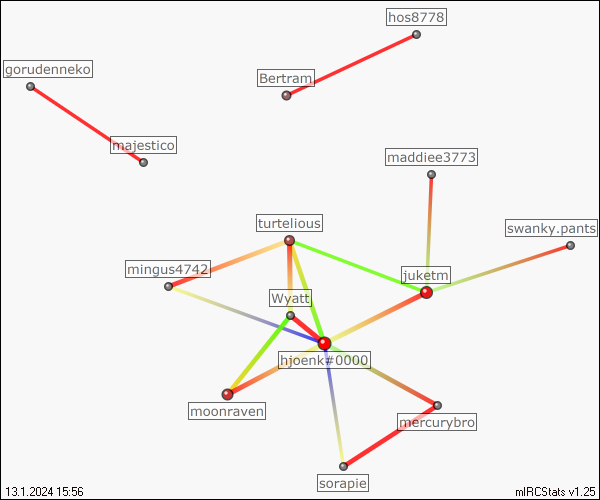 hos8778
gorudenneko
Bertram
majestico
maddiee3773
turtelious
swanky.pants
mingus4742
juketm
Wyatt
hjoenk#0000
moonraven
mercurybro
sorapie
13.1.2024 15:56
mIRCStats v1.25